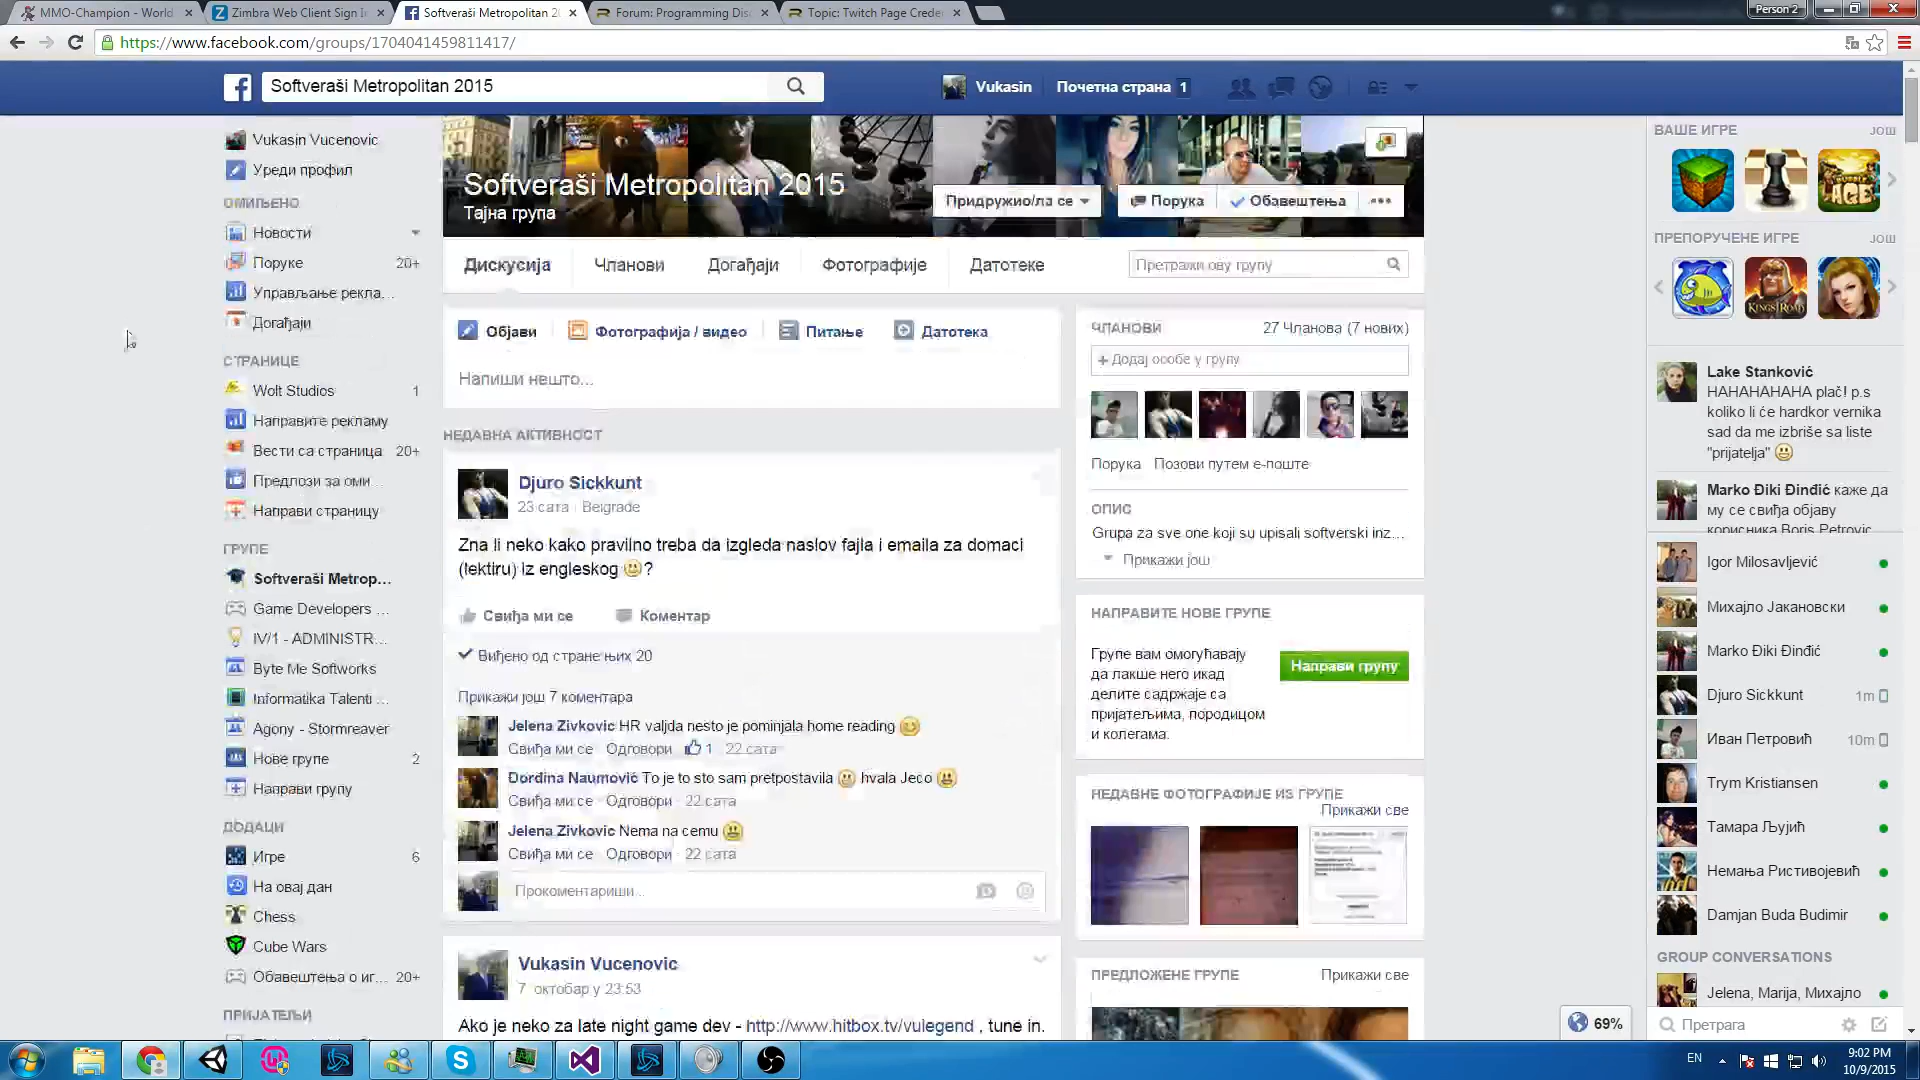 MMO-Champion - World
Zimbra Web Client Sign I
Softveraši Metropolitan 2
Forum: Programming Disc
Topic: Twitch Page Crede
Person 2
https://www.facebook.com/groups/1704041459811417/
Softveraši Metropolitan 2015
Vukasin
Почетна страна 1
Vukasin Vucenovic
Уреди профил
ОМИЉЕНО
Новости
Поруке 20+
Управљање рекла...
Догађаји
СТРАНИЦЕ
Wolt Studios 1
Направите рекламу
Вести са страница 20+
Предлози за оми...
Направи страницу
ГРУПЕ
Softveraši Metrop...
Game Developers ...
IV/1 - ADMINISTR...
Byte Me Softworks
Informatika Talenti ...
Agony - Stormreaver
Нове групе 2
Направи групу
ДОДАЦИ
Игре 6
На овај дан
Chess
Cube Wars
Обавештења о иг... 20+
ПРИЈАТЕЉИ
Softveraši Metropolitan 2015
Тајна група
Придружио/ла се
Порука
Обавештења
Дискусија
Чланови
Догађаји
Фотографије
Датотеке
Претражи ову групу
Објави
Фотографија / видео
Питање
Датотека
Напиши нешто...
НЕДАВНА АКТИВНОСТ
Djuro Sickkunt
23 сата · Belgrade
Zna li neko kako pravilno treba da izgleda naslov fajla i emaila za domaci
(lektiru) iz engleskog ?
Свиђа ми се
Коментар
Виђено од стране њих 20
Прикажи још 7 коментара
Jelena Zivkovic HR valjda nesto je pominjala home reading
Свиђа ми се · Одговори · 1 · 22 сата
Dordina Naumović To je to sto sam pretpostavila hvala Jeco
Свиђа ми се · Одговори · 22 сата
Jelena Zivkovic Nema na cemu
Свиђа ми се · Одговори · 22 сата
Прокоментариши...
Vukasin Vucenovic
7. октобар у 23:53
Ako je neko za late night game dev - http://www.hitbox.tv/vulegend , tune in.
ЧЛАНОВИ
27 Чланова (7 нових)
+ Додај особе у групу
Порука Позови путем е-поште
ОПИС
Grupa za sve one koji su upisali softverski inz...
Прикажи још
НАПРАВИТЕ НОВЕ ГРУПЕ
Групе вам омогућавају
да лакше него икад
делите садржаје са
пријатељима, породицом
и колегама.
Направи групу
НЕДАВНЕ ФОТОГРАФИЈЕ ИЗ ГРУПЕ
Прикажи све
ПРЕДЛОЖЕНЕ ГРУПЕ
Прикажи све
69%
ВАШЕ ИГРЕ
ЈОШ
BUBBLE
AGE
ПРЕПОРУЧЕНЕ ИГРЕ
ЈОШ
KINGSROAD
Lake Stanković
HAHAHAHAHA plač! p.s
koliko li će hardkor vernika
sad da me izbriše sa liste
"prijatelja"
Marko Điki Đinđić каже да
му се свиђа објаву
корисника Boris Petrovic
Igor Milosavljević
Михајло Јакановски
Marko Điki Đinđić
Djuro Sickkunt 1m
Иван Петровић 10m
Trym Kristiansen
Тамара Љујић
Немања Ристивојевић
Damjan Buda Budimir
GROUP CONVERSATIONS
Jelena, Marija, Михајло
Претрага
EN
9:02 PM
10/9/2015